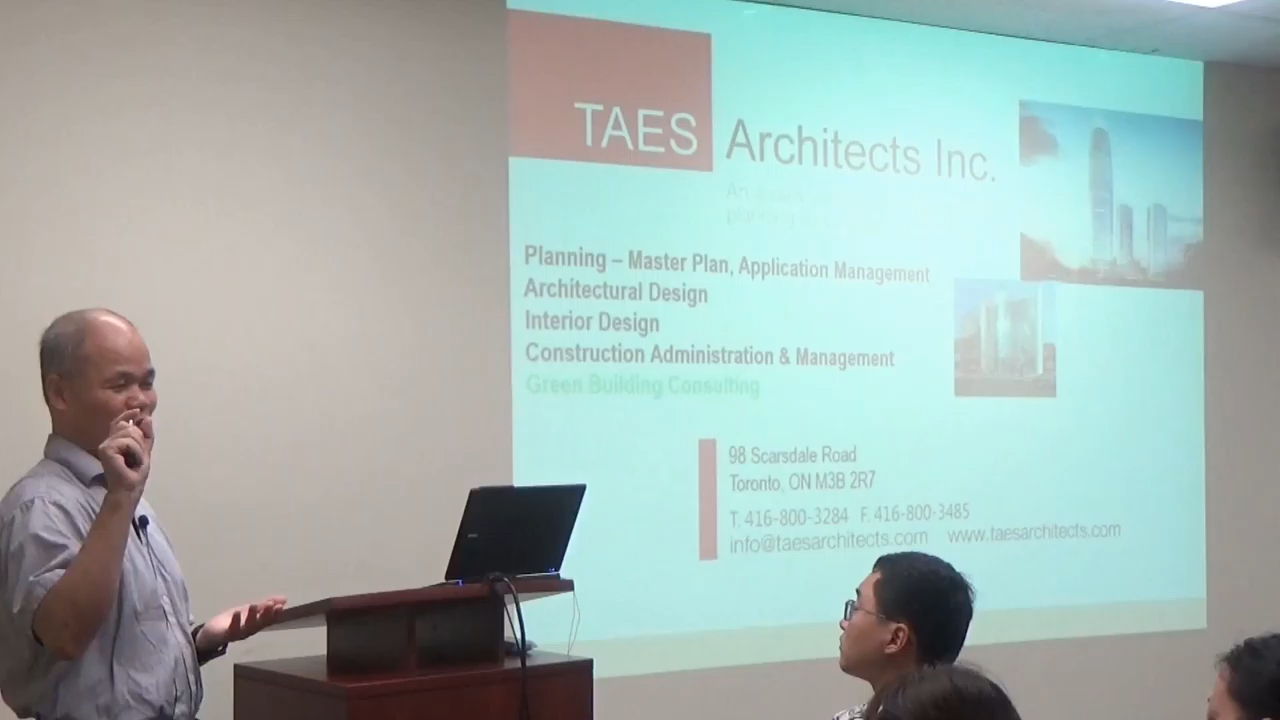 TAES Architects Inc.
Planning – Master Plan, Application Management
Architectural Design
Interior Design
Construction Administration & Management
Green Building Consulting
98 Scarsdale Road
Toronto, ON M3B 2R7
T. 416-800-3284 F. 416-800-3485
info@taesarchitects.com www.taesarchitects.com